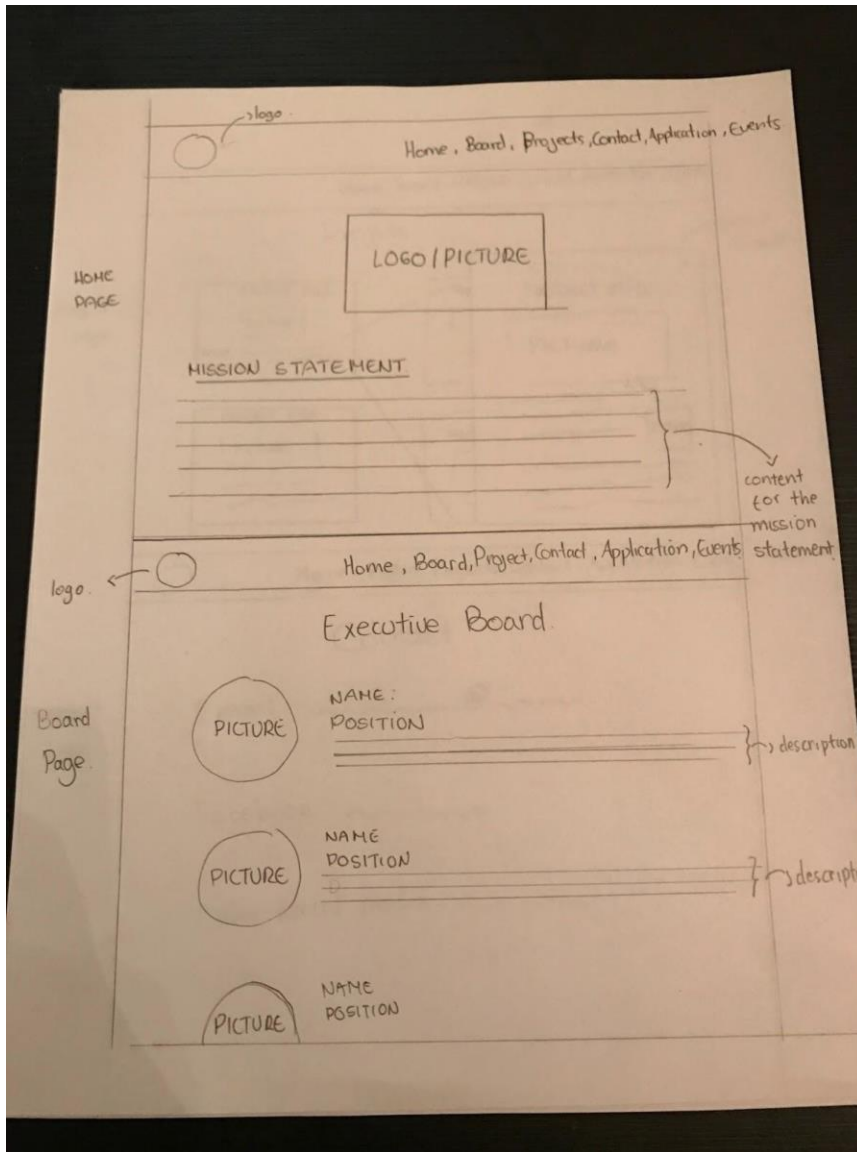 logo
Home, Board, Projects, Contact, Application, Events
LOGO / PICTURE
HOME
PAGE
MISSION STATEMENT
content
for the
mission
statement
logo.
Home, Board, Project, Contact, Application, Events
Executive Board
Board
Page.
PICTURE
NAME:
POSITION
description
PICTURE
NAME
POSITION
descript
PICTURE
NAME
POSITION